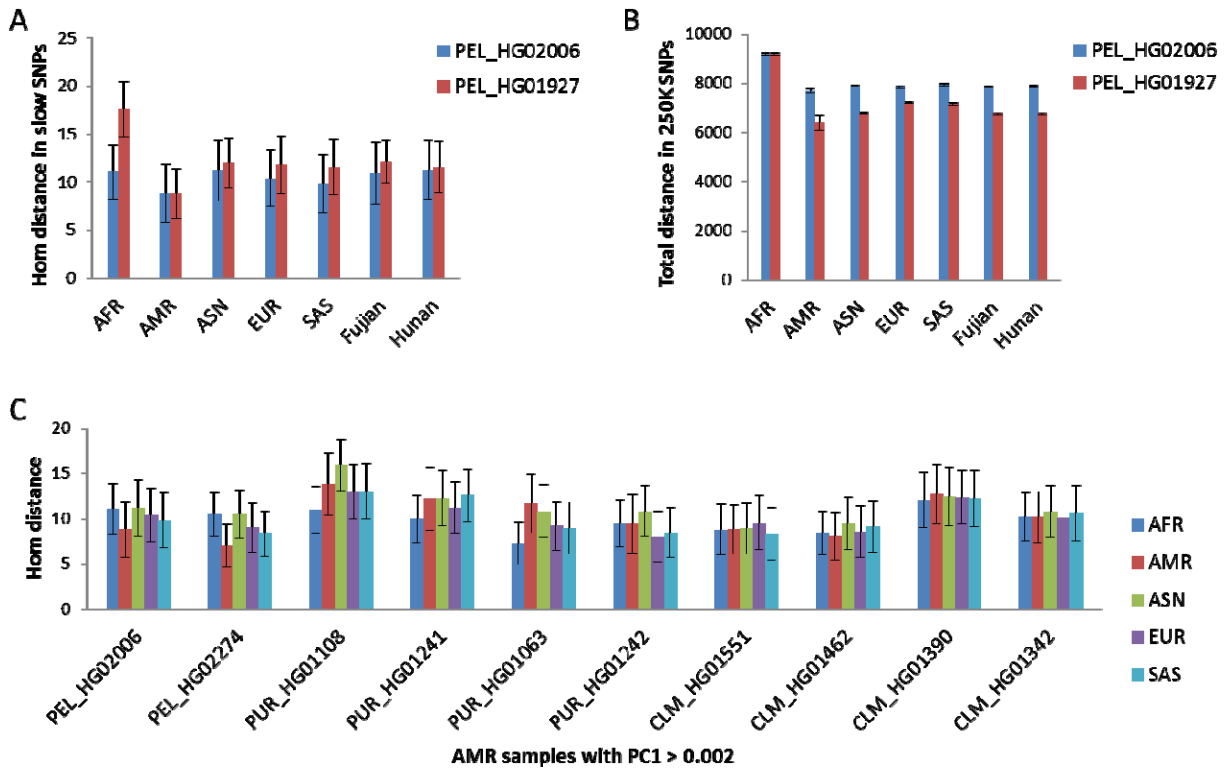 A
Hom distance in slow SNPs
25
20
15
10
5
0
AFR
AMR
ASN
EUR
SAS
Fujian
Hunan
PEL_HG02006
PEL_HG01927
B
Total distance in 250K SNPs
10000
8000
6000
4000
2000
0
AFR
AMR
ASN
EUR
SAS
Fujian
Hunan
PEL_HG02006
PEL_HG01927
C
Hom distance
20
15
10
5
0
PEL_HG02006
PEL_HG02274
PUR_HG01108
PUR_HG01241
PUR_HG01063
PUR_HG01242
CLM_HG01551
CLM_HG01462
CLM_HG01390
CLM_HG01342
AMR samples with PC1 > 0.002
AFR
AMR
ASN
EUR
SAS